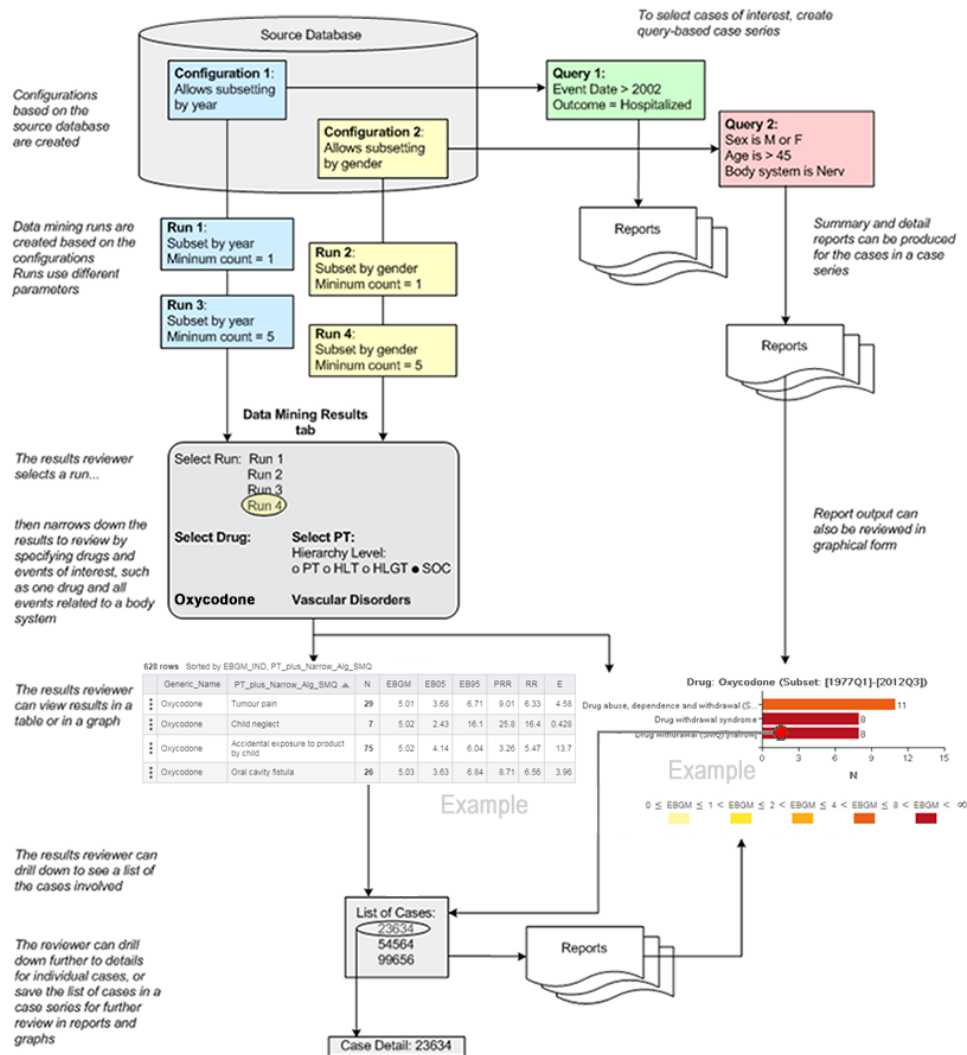 To select cases of interest, create
query-based case series
Source Database
Configurations
based on the
source database
are created
Configuration 1:
Allows subsetting
by year
Query 1:
Event Date > 2002
Outcome = Hospitalized
Configuration 2:
Allows subsetting
by gender
Query 2:
Sex is M or F
Age is > 45
Body system is Nerv
Data mining runs are
created based on the
configurations
Runs use different
parameters
Run 1:
Subset by year
Mininum count = 1
Run 2:
Subset by gender
Mininum count = 1
Run 3:
Subset by year
Mininum count = 5
Run 4:
Subset by gender
Mininum count = 5
Reports
Summary and detail
reports can be produced
for the cases in a case
series
Reports
Data Mining Results
tab
The results reviewer
selects a run...
Select Run: Run 1
Run 2
Run 3
Run 4
then narrows down the
results to review by
specifying drugs and
events of interest, such
as one drug and all
events related to a body
system
Select Drug: Select PT:
Hierarchy Level:
o PT o HLT o HLGT ● SOC
Oxycodone Vascular Disorders
Report output can
also be reviewed in
graphical form
The results reviewer
can view results in a
table or in a graph
628 rows Sorted by EBGM_IND, PT_plus_Narrow_Alg_SMQ
Generic_Name PT_plus_Narrow_Alg_SMQ N EBGM EB05 EB95 PRR RR E
Oxycodone Tumour pain 29 5.01 3.68 6.71 9.01 6.33 4.58
Oxycodone Child neglect 7 5.02 2.43 16.1 25.8 16.4 0.428
Oxycodone Accidental exposure to product
by child 75 5.02 4.14 6.04 3.26 5.47 13.7
Oxycodone Oral cavity fistula 26 5.03 3.63 6.84 8.71 6.56 3.96
Example
Drug: Oxycodone (Subset: [1977Q1]-[2012Q3])
Drug abuse, dependence and withdrawal (S... 11
Drug withdrawal syndrome 8
Drug withdrawal (SMQ) [narrow] 8
0 3 6 9 12 15
N
Example
0 ≤ EBGM ≤ 1 < EBGM ≤ 2 < EBGM ≤ 4 < EBGM ≤ 8 < EBGM < ∞
The results reviewer can
drill down to see a list of
the cases involved
List of Cases:
23634
54564
99656
Reports
The reviewer can drill
down further to details
for individual cases, or
save the list of cases in a
case series for further
review in reports and
graphs
Case Detail: 23634